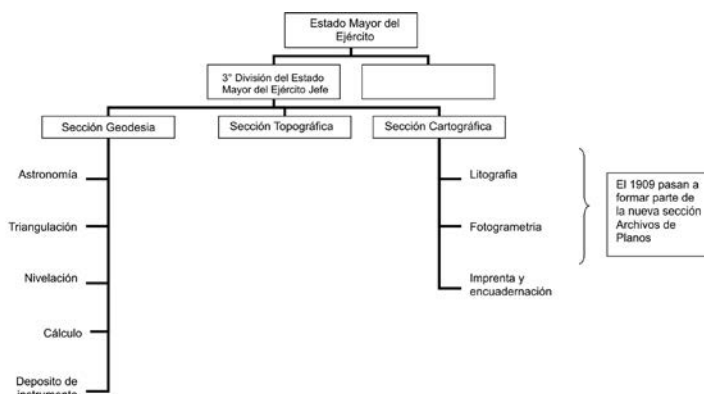 Estado Mayor del
Ejército
3° División del Estado
Mayor del Ejército Jefe
Sección Geodesia
Sección Topográfica
Sección Cartográfica
Astronomía
Triangulación
Nivelación
Cálculo
Deposito de
instrumento
Litografia
Fotogrametria
Imprenta y
encuadernación
El 1909 pasan a
formar parte de
la nueva sección
Archivos de
Planos